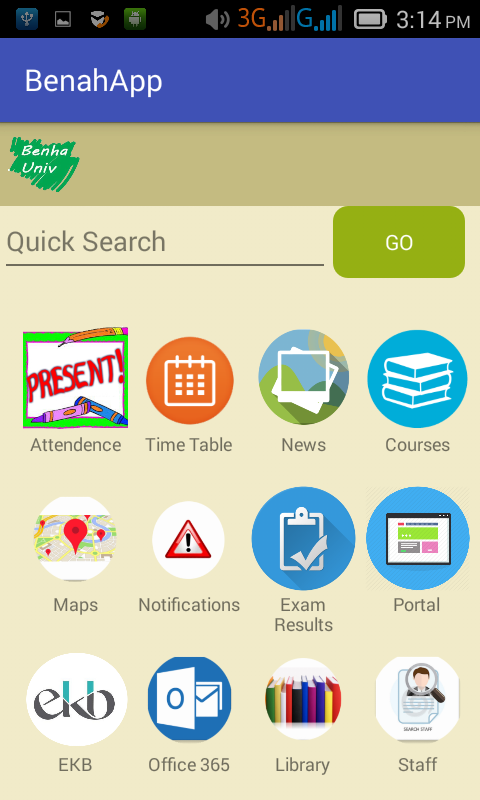 3G G 3:14 PM
BenahApp
Benha
Univ
Quick Search GO
PRESENT!
Attendence Time Table News Courses
Maps Notifications Exam Results Portal
ekb O SEARCH STAFF
EKB Office 365 Library Staff